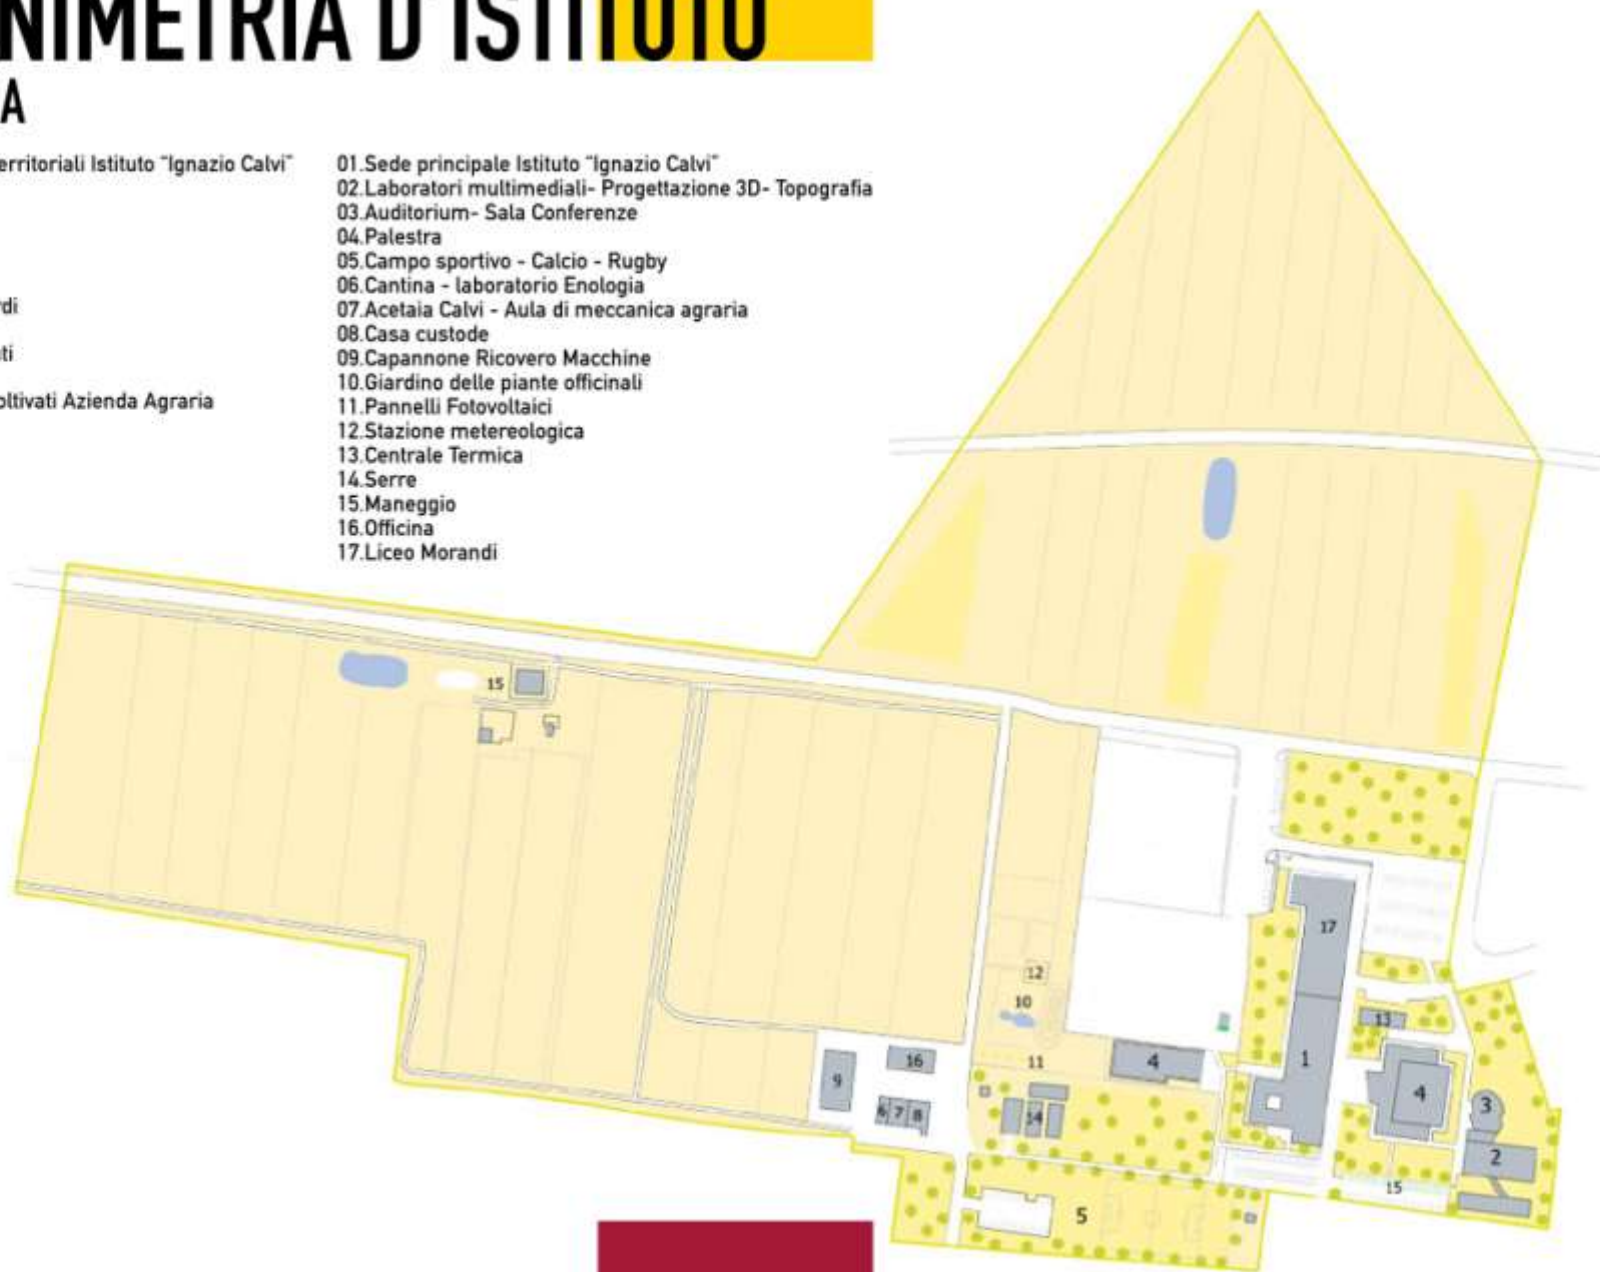 NIMETRIA D'ISTITUTO
A
erritoriali Istituto "Ignazio Calvi"
rdi
ti
oltivati Azienda Agraria
01.Sede principale Istituto "Ignazio Calvi"
02.Laboratori multimediali- Progettazione 3D- Topografia
03.Auditorium- Sala Conferenze
04.Palestra
05.Campo sportivo - Calcio - Rugby
06.Cantina - laboratorio Enologia
07.Acetaia Calvi - Aula di meccanica agraria
08.Casa custode
09.Capannone Ricovero Macchine
10.Giardino delle piante officinali
11.Pannelli Fotovoltaici
12.Stazione metereologica
13.Centrale Termica
14.Serre
15.Maneggio
16.Officina
17.Liceo Morandi
15
17
12
10
13
16
11
4
1
9
4
6 7 8
14
3
2
15
5